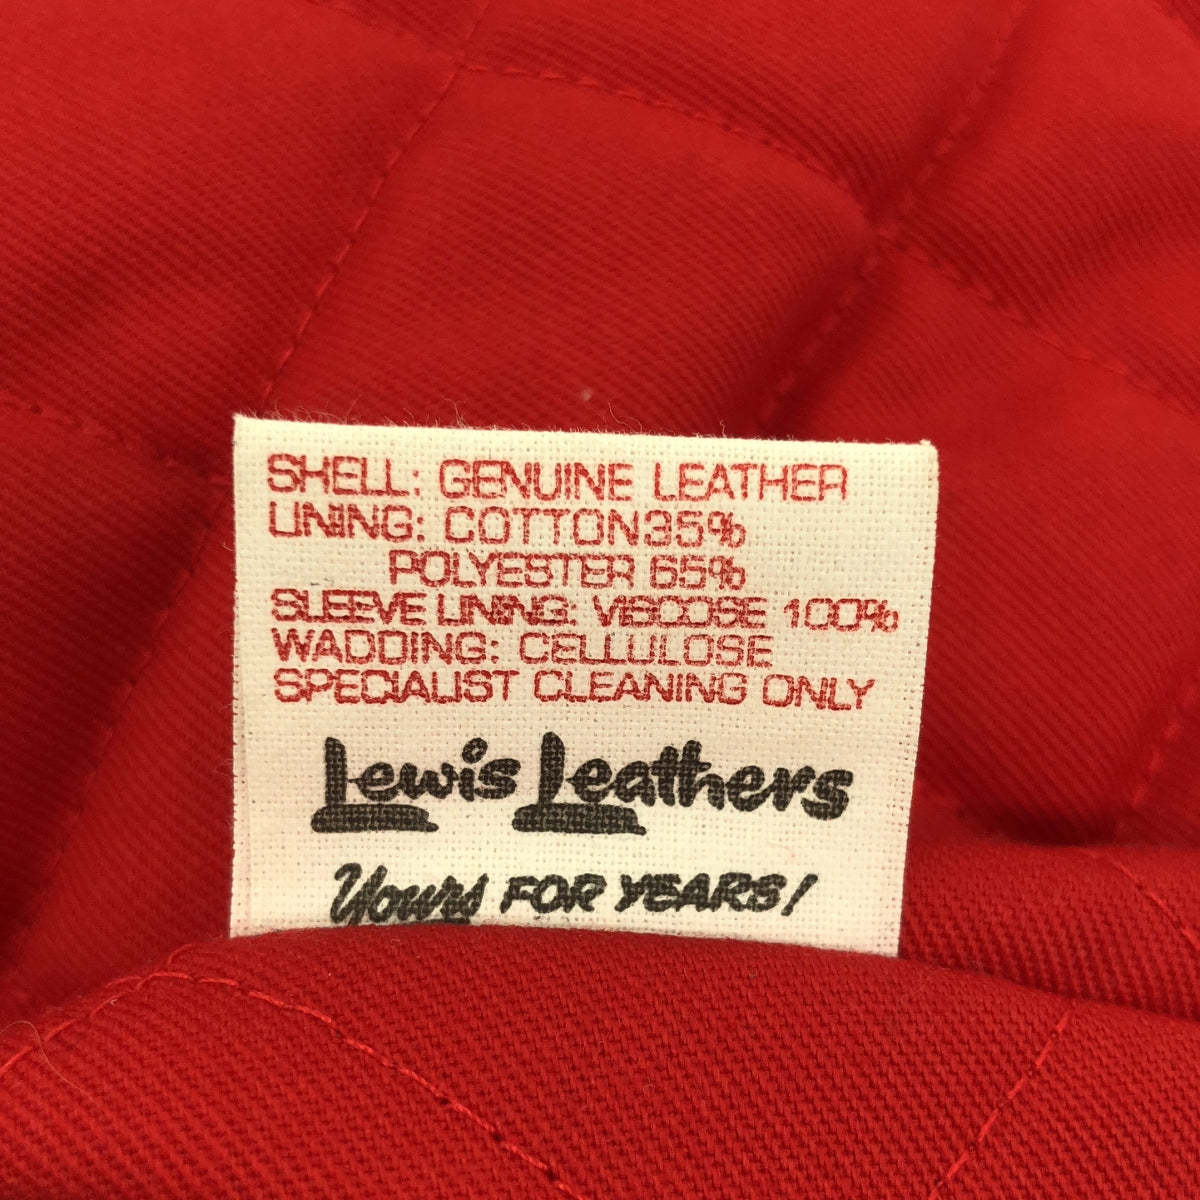 SHELL: GENUINE LEATHER
LINING: COTTON35%
POLYESTER 65%
SLEEVE LINING: VISCOSE 100%
WADDING: CELLULOSE
SPECIALIST CLEANING ONLY
Lewis Leathers
Yours FOR YEARS!